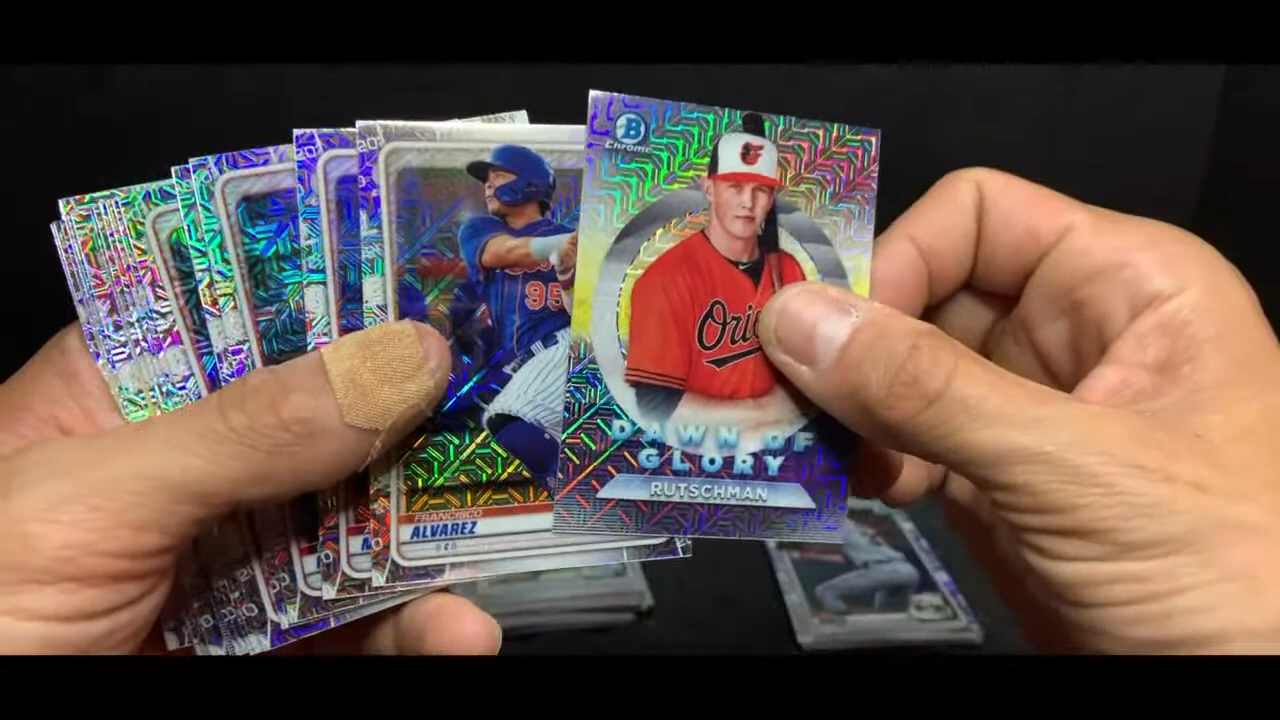 B
Chrome
95
Ori
DAWN OF
GLORY
RUTSCHMAN
FRANCISCO
ALVAREZ